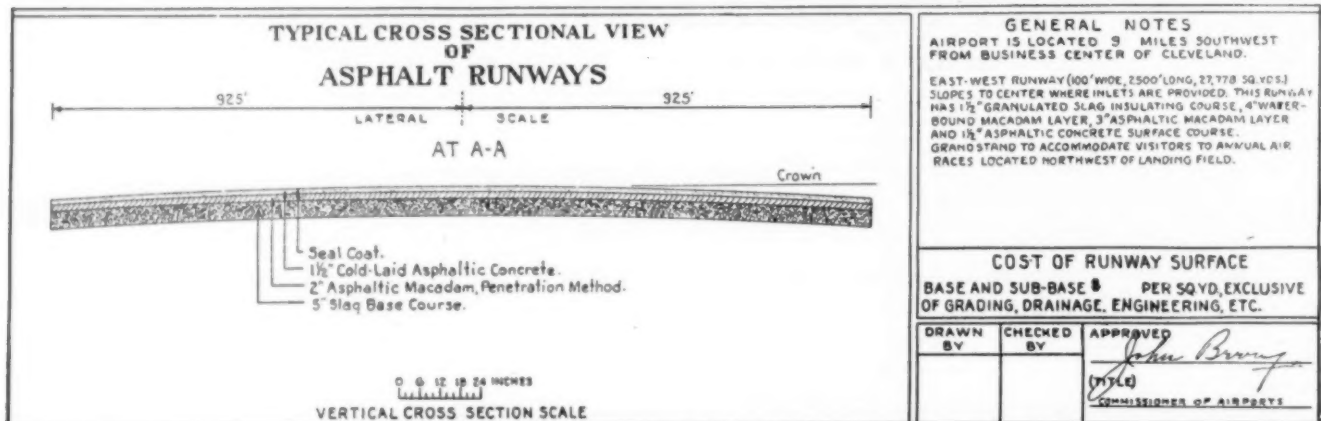 TYPICAL CROSS SECTIONAL VIEW
OF
ASPHALT RUNWAYS
925' 925'
LATERAL SCALE
AT A-A
Crown
Seal Coat.
1½" Cold-Laid Asphaltic Concrete.
2" Asphaltic Macadam, Penetration Method.
5" Slag Base Course.
0 6 12 18 24 INCHES
VERTICAL CROSS SECTION SCALE
GENERAL NOTES
AIRPORT IS LOCATED 9 MILES SOUTHWEST
FROM BUSINESS CENTER OF CLEVELAND.
EAST-WEST RUNWAY (100' WIDE, 2500' LONG, 27,778 SQ.YDS.)
SLOPES TO CENTER WHERE INLETS ARE PROVIDED. THIS RUNWAY
HAS 1½" GRANULATED SLAG INSULATING COURSE, 4" WATER-
BOUND MACADAM LAYER, 3" ASPHALTIC MACADAM LAYER
AND 1½" ASPHALTIC CONCRETE SURFACE COURSE.
GRANDSTAND TO ACCOMMODATE VISITORS TO ANNUAL AIR
RACES LOCATED NORTHWEST OF LANDING FIELD.
COST OF RUNWAY SURFACE
BASE AND SUB-BASE $ PER SQ.YD, EXCLUSIVE
OF GRADING, DRAINAGE, ENGINEERING, ETC.
DRAWN BY
CHECKED BY
APPROVED
John
(TITLE)
COMMISSIONER OF AIRPORTS